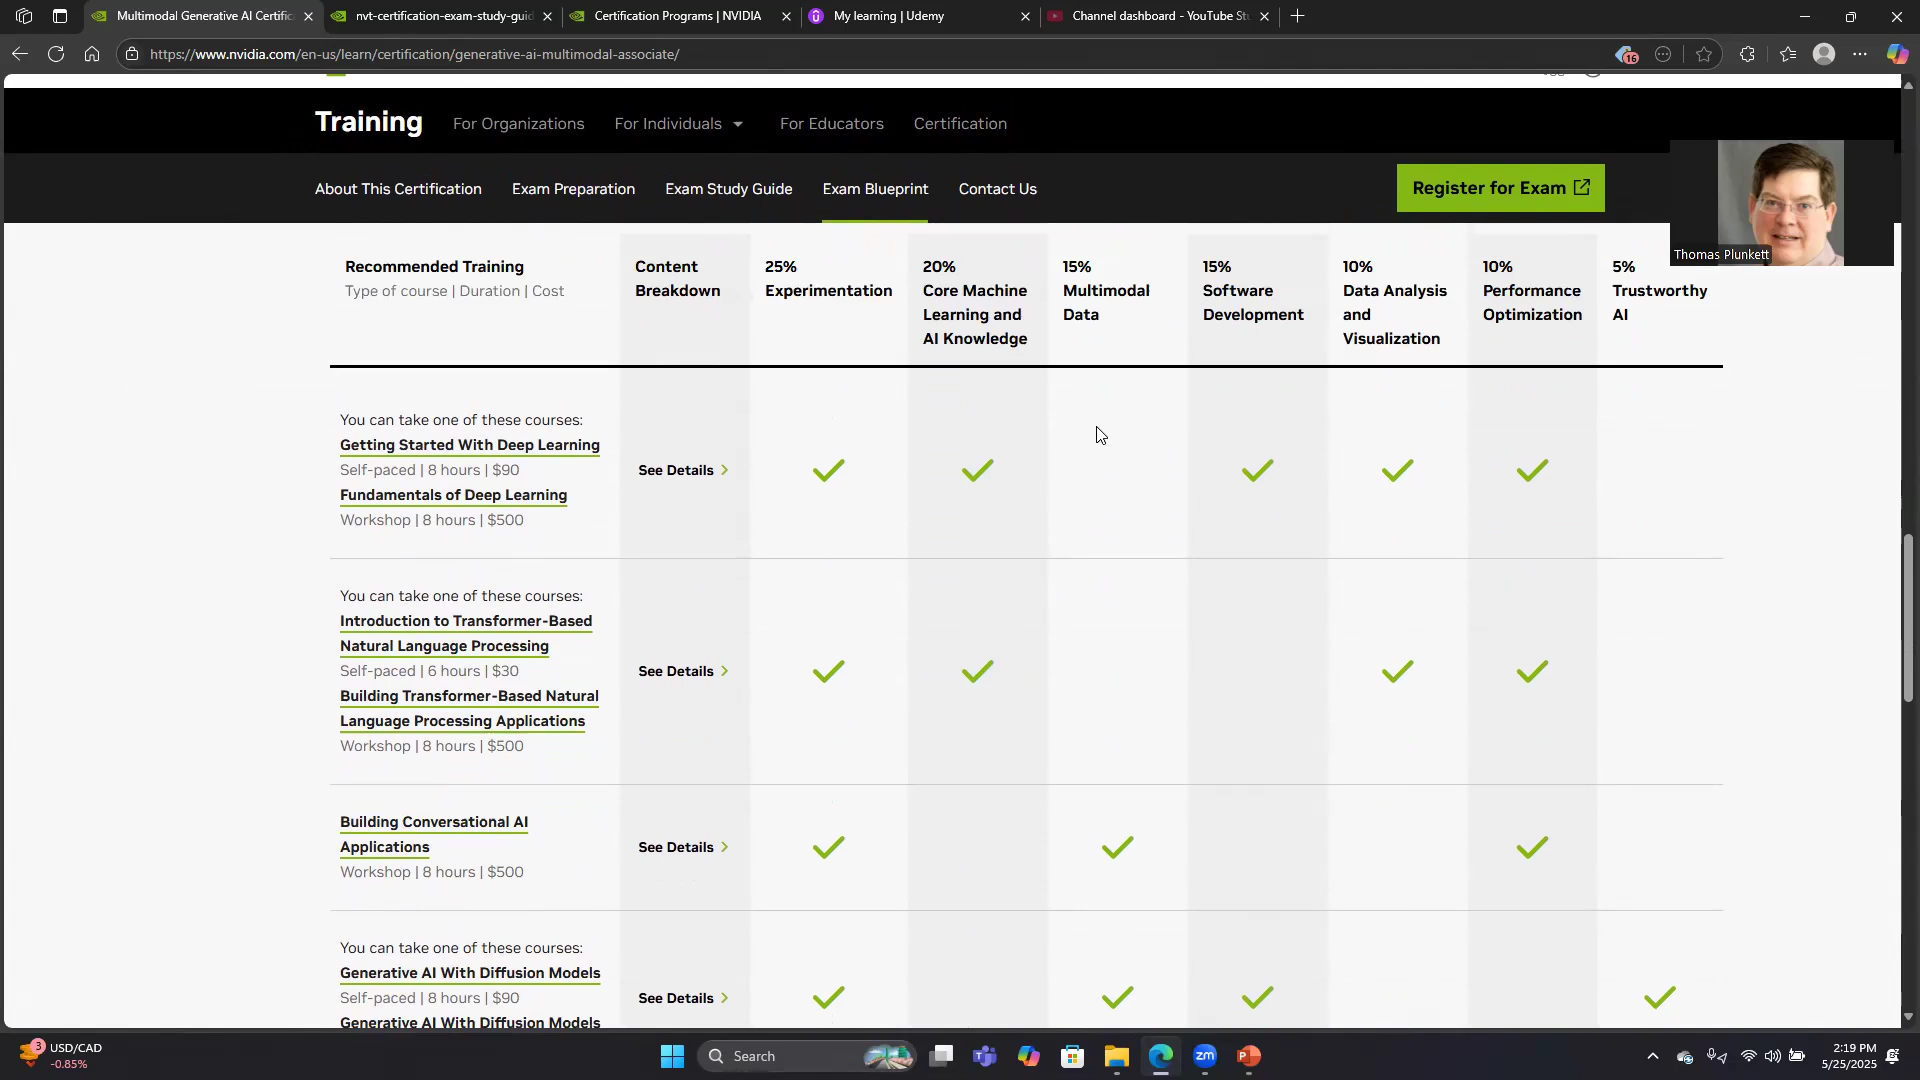 Multimodal Generative AI Certific
nvt-certification-exam-study-guid
Certification Programs | NVIDIA
My learning | Udemy
Channel dashboard - YouTube St
https://www.nvidia.com/en-us/learn/certification/generative-ai-multimodal-associate/
16
Training
For Organizations
For Individuals
For Educators
Certification
About This Certification
Exam Preparation
Exam Study Guide
Exam Blueprint
Contact Us
Register for Exam
Thomas Plunkett
Recommended Training
Type of course | Duration | Cost
Content
Breakdown
25%
Experimentation
20%
Core Machine
Learning and
AI Knowledge
15%
Multimodal
Data
15%
Software
Development
10%
Data Analysis
and
Visualization
10%
Performance
Optimization
5%
Trustworthy
AI
You can take one of these courses:
Getting Started With Deep Learning
Self-paced | 8 hours | $90
Fundamentals of Deep Learning
Workshop | 8 hours | $500
See Details
You can take one of these courses:
Introduction to Transformer-Based
Natural Language Processing
Self-paced | 6 hours | $30
Building Transformer-Based Natural
Language Processing Applications
Workshop | 8 hours | $500
See Details
Building Conversational AI
Applications
Workshop | 8 hours | $500
See Details
You can take one of these courses:
Generative AI With Diffusion Models
Self-paced | 8 hours | $90
Generative AI With Diffusion Models
See Details
3
USD/CAD
-0.85%
Search
zm
2:19 PM
5/25/2025